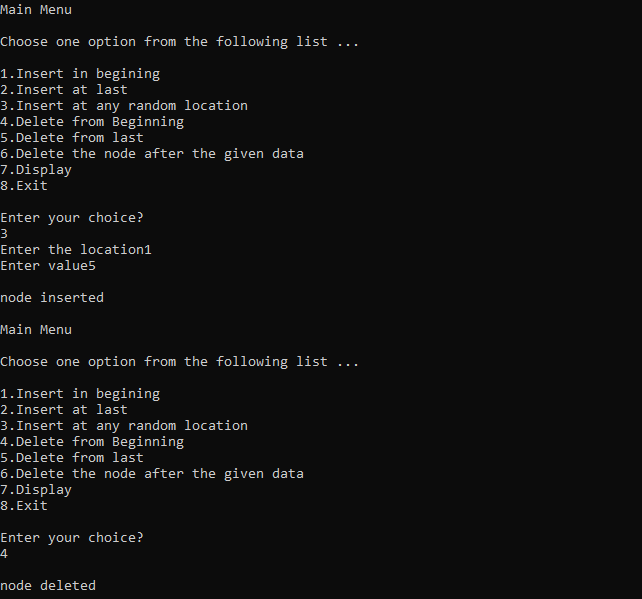 Main Menu
Choose one option from the following list ...
1.Insert in begining
2.Insert at last
3.Insert at any random location
4.Delete from Beginning
5.Delete from last
6.Delete the node after the given data
7.Display
8.Exit
Enter your choice?
3
Enter the location1
Enter value5
node inserted
Main Menu
Choose one option from the following list ...
1.Insert in begining
2.Insert at last
3.Insert at any random location
4.Delete from Beginning
5.Delete from last
6.Delete the node after the given data
7.Display
8.Exit
Enter your choice?
4
node deleted